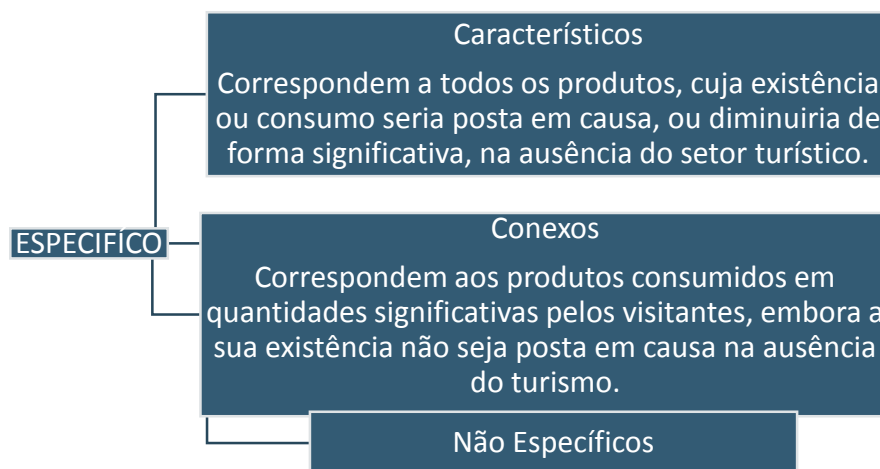 Característicos
Correspondem a todos os produtos, cuja existência
ou consumo seria posta em causa, ou diminuiria de
forma significativa, na ausência do setor turístico.
ESPECIFÍCO
Conexos
Correspondem aos produtos consumidos em
quantidades significativas pelos visitantes, embora a
sua existência não seja posta em causa na ausência
do turismo.
Não Específicos